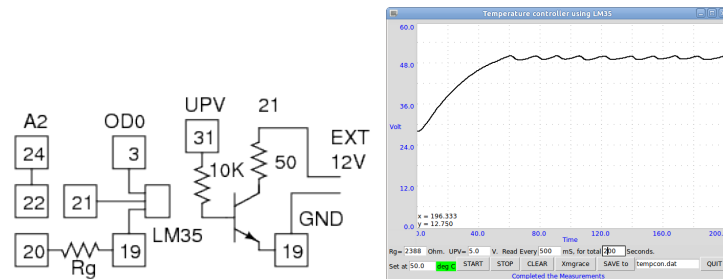 A2
OD0
UPV
21
24
3
31
EXT
12V
10K
50
22
21
LM35
GND
20
Rg
19
19
Temperature controller using LM35
60.0
48.0
36.0
Volt
24.0
12.0
0.0
x = 196.333
y = 12.750
0.0
40.0
80.0
120.0
160.0
200.0
Time
Rg= 2388 Ohm. UPV= 5.0 V. Read Every 500 mS, for total 200 Seconds.
Set at 50.0 deg C START STOP CLEAR Xmgrace SAVE to tempcon.dat QUIT
Completed the Measurements